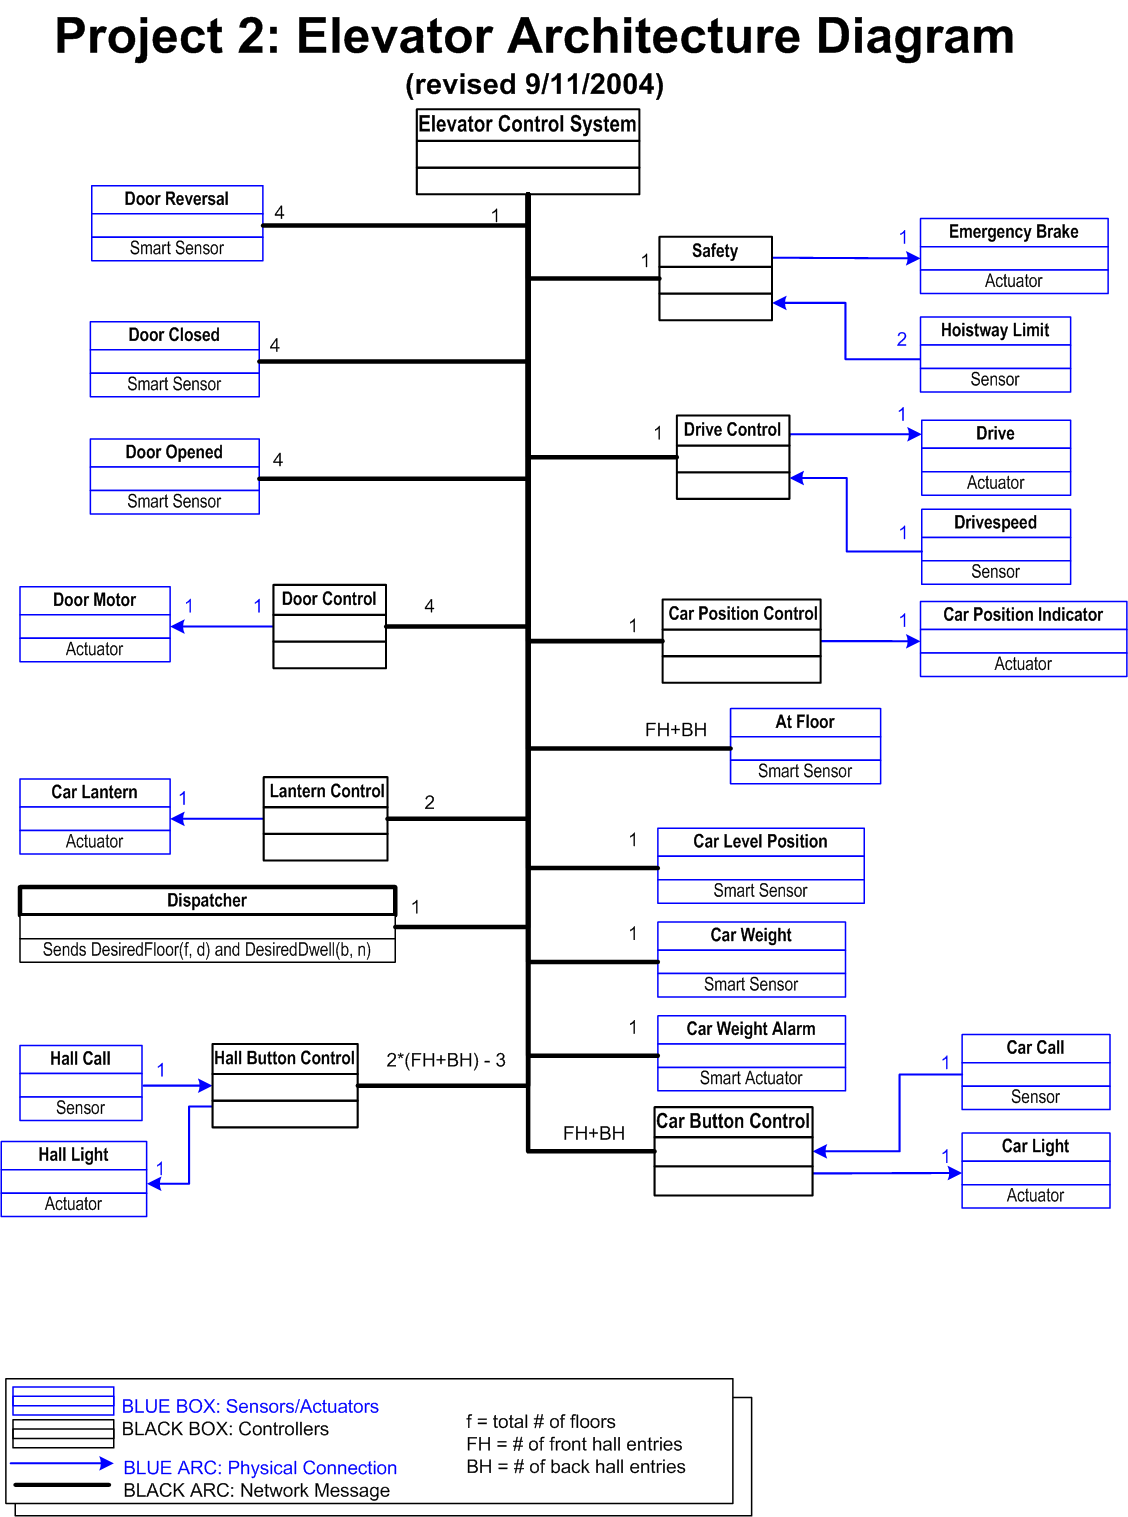 Project 2: Elevator Architecture Diagram
(revised 9/11/2004)
Elevator Control System
Door Reversal
Smart Sensor
4
1
Safety
1
1
Emergency Brake
Actuator
Door Closed
Smart Sensor
4
2
Hoistway Limit
Sensor
Door Opened
Smart Sensor
4
1
Drive Control
1
Drive
Actuator
1
Drivespeed
Sensor
Door Motor
Actuator
1
1
Door Control
4
1
Car Position Control
1
Car Position Indicator
Actuator
FH+BH
At Floor
Smart Sensor
Car Lantern
Actuator
1
Lantern Control
2
1
Car Level Position
Smart Sensor
Dispatcher
Sends DesiredFloor(f, d) and DesiredDwell(b, n)
1
1
Car Weight
Smart Sensor
1
Car Weight Alarm
Smart Actuator
Hall Call
Sensor
1
Hall Button Control
2*(FH+BH) - 3
1
Car Call
Sensor
Hall Light
Actuator
1
FH+BH
Car Button Control
1
Car Light
Actuator
BLUE BOX: Sensors/Actuators
BLACK BOX: Controllers
BLUE ARC: Physical Connection
BLACK ARC: Network Message
f = total # of floors
FH = # of front hall entries
BH = # of back hall entries